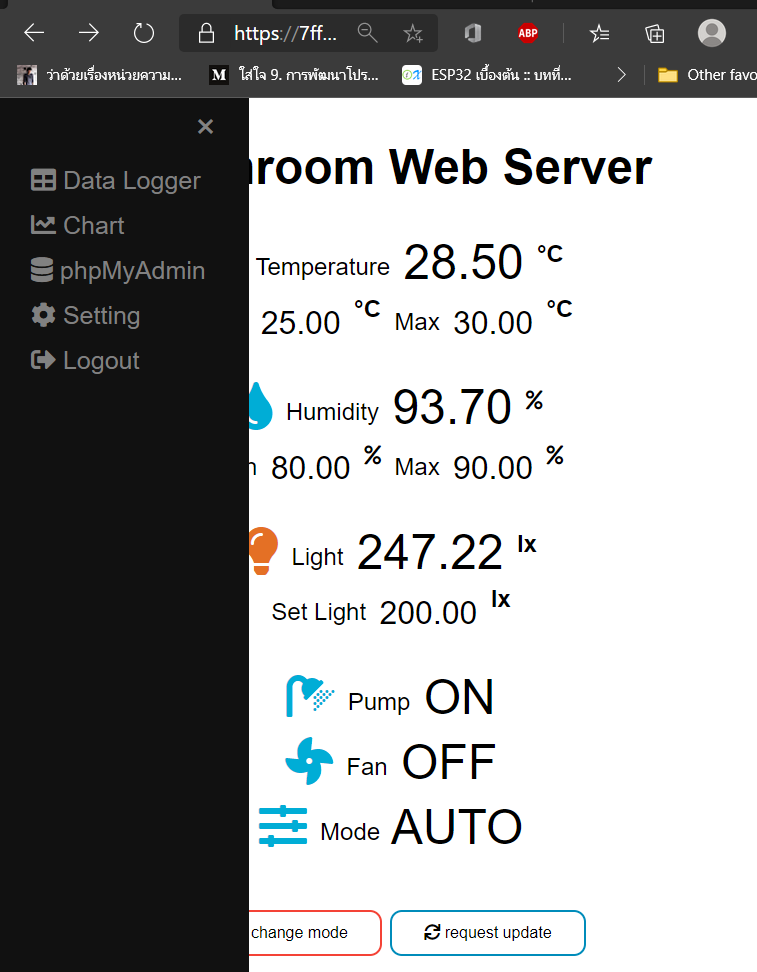 https://7ff...
ABP
ว่าด้วยเรื่องหน่วยความ...
M
ใส่ใจ 9. การพัฒนาโปร...
ESP32 เบื้องต้น :: บทที่...
Other favo
×
Data Logger
Chart
phpMyAdmin
Setting
Logout
room Web Server
Temperature 28.50 °C
25.00 °C Max 30.00 °C
Humidity 93.70 %
80.00 % Max 90.00 %
Light 247.22 lx
Set Light 200.00 lx
Pump ON
Fan OFF
Mode AUTO
change mode
request update